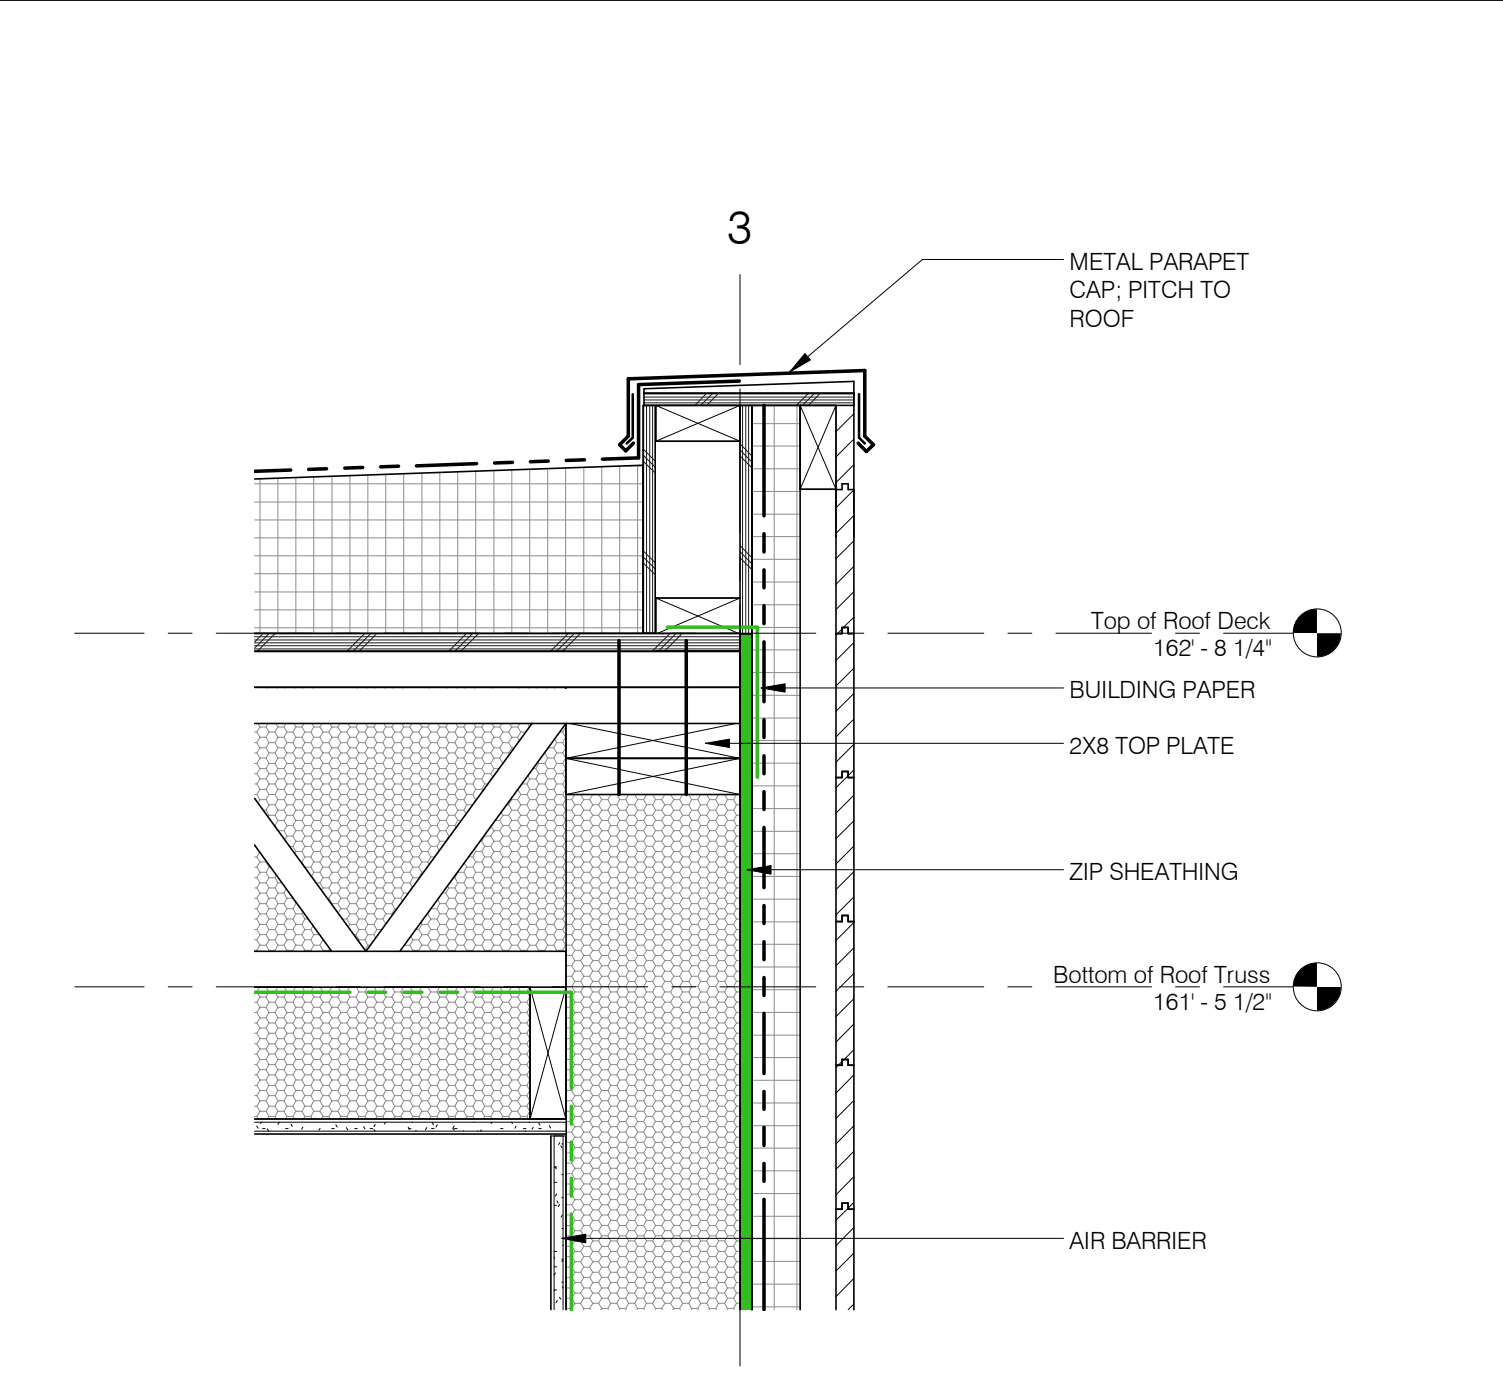 3
METAL PARAPET
CAP; PITCH TO
ROOF
Top of Roof Deck
162' - 8 1/4"
BUILDING PAPER
2X8 TOP PLATE
ZIP SHEATHING
Bottom of Roof Truss
161' - 5 1/2"
AIR BARRIER